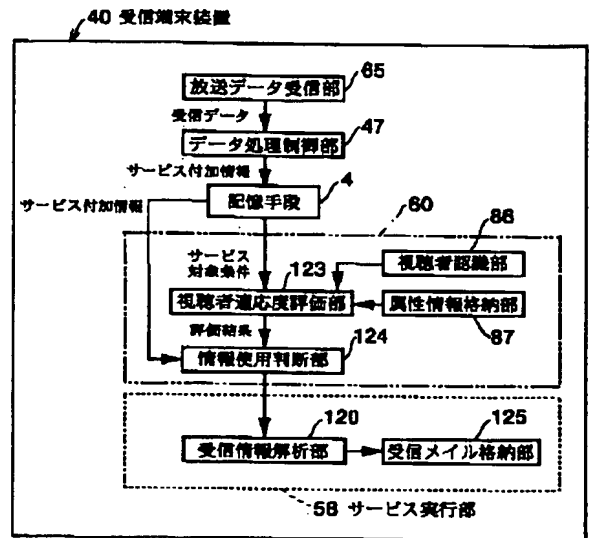 40 受信端末装置
65
放送データ受信部
受信データ
47
データ処理制御部
サービス付加情報
サービス付加情報
4
記憶手段
60
サービス
対象条件
86
視聴者認識部
123
視聴者適応度評価部
属性情報格納部
87
評価結果
124
情報使用判断部
120
受信情報解析部
125
受信メイル格納部
58 サービス実行部